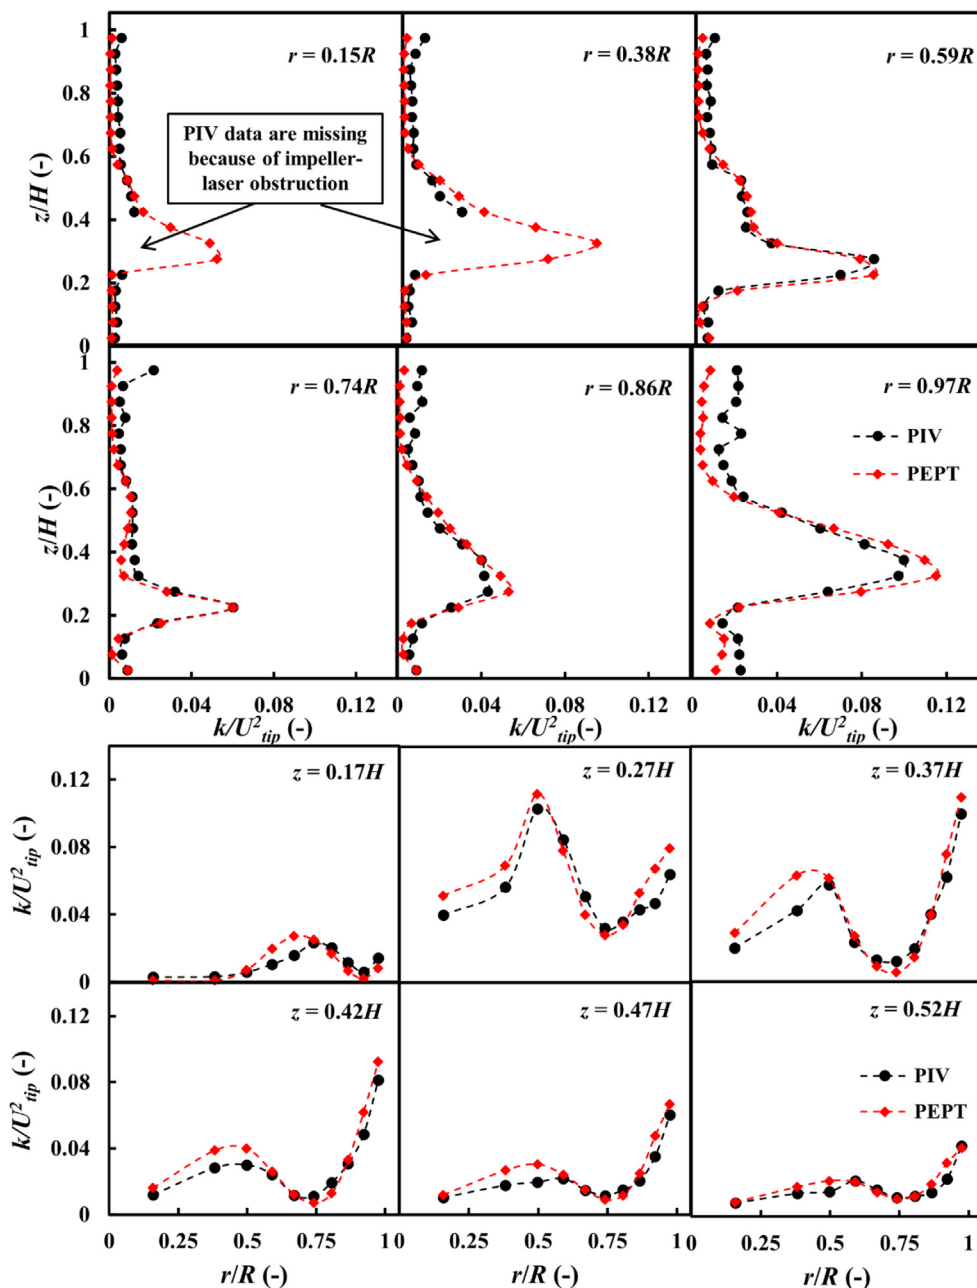 1
0.8
0.6
0.4
0.2
0
z/H (-)
r = 0.15R
r = 0.38R
r = 0.59R
PIV data are missing
because of impeller-
laser obstruction
1
0.8
0.6
0.4
0.2
0
z/H (-)
r = 0.74R
r = 0.86R
r = 0.97R
PIV
PEPT
0 0.04 0.08 0.12
0 0.04 0.08 0.12
0 0.04 0.08 0.12
k/U²tip (-)
k/U²tip(-)
k/U²tip (-)
0.12
0.08
0.04
0
k/U²tip (-)
z = 0.17H
z = 0.27H
z = 0.37H
0.12
0.08
0.04
0
k/U²tip (-)
z = 0.42H
z = 0.47H
z = 0.52H
PIV
PEPT
0 0.25 0.5 0.75 1
0 0.25 0.5 0.75 1
0 0.25 0.5 0.75 1
r/R (-)
r/R (-)
r/R (-)